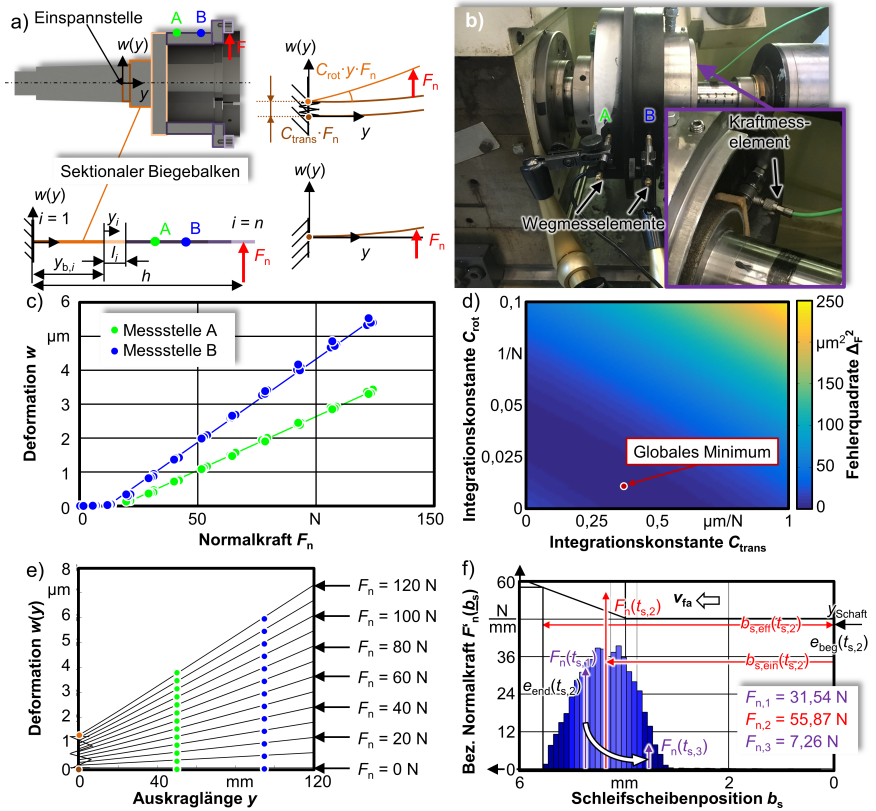 a)
Einspannstelle
w(y)
y
A
B
F
w(y)
C_rot·y·F_n
F_n
C_trans·F_n
y
Sektionaler Biegebalken
w(y)
i = 1
y_i
A
B
i = n
l_i
y_b,i
h
F_n
w(y)
y
F_n
b)
A
B
Kraftmess-
element
Wegmesselemente
c)
Deformation w
6
µm
4
3
2
1
0
Messstelle A
Messstelle B
50
N
150
Normalkraft F_n
d)
Integrationskonstante C_rot
0,1
1/N
0,05
0,025
0
Globales Minimum
0
0,25
0,5
µm/N
1
Integrationskonstante C_trans
250
µm²
150
100
50
0
Fehlerquadrate Δ_F²
e)
Deformation w(y)
8
µm
6
5
4
3
2
1
0
0
40
mm
120
Auskraglänge y
F_n = 120 N
F_n = 100 N
F_n = 80 N
F_n = 60 N
F_n = 40 N
F_n = 20 N
F_n = 0 N
f)
Bez. Normalkraft F'_n(b_s)
60
N
mm
36
24
12
0
F_n(t_s,2)
v_fa
y_Schaft
b_s,eff(t_s,2)
e_beg(t_s,2)
F_n(t_s,
b_s,ein(t_s,2)
e_end(t_s,2)
F_n(t_s,3)
F_n,1 = 31,54 N
F_n,2 = 55,87 N
F_n,3 = 7,26 N
6
mm
2
0
Schleifscheibenposition b_s